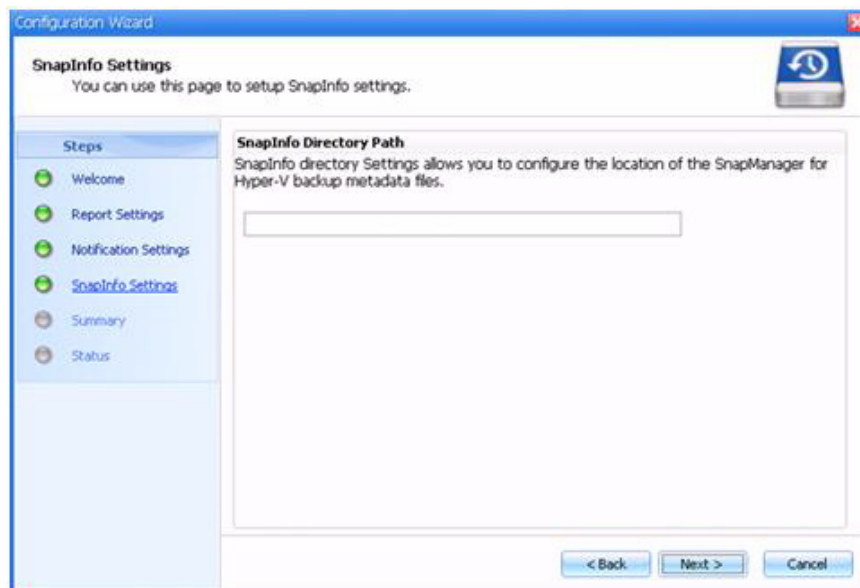 Configuration Wizard
SnapInfo Settings
You can use this page to setup SnapInfo settings.
Steps
Welcome
Report Settings
Notification Settings
SnapInfo Settings
Summary
Status
SnapInfo Directory Path
SnapInfo directory Settings allows you to configure the location of the SnapManager for
Hyper-V backup metadata files.
< Back
Next >
Cancel